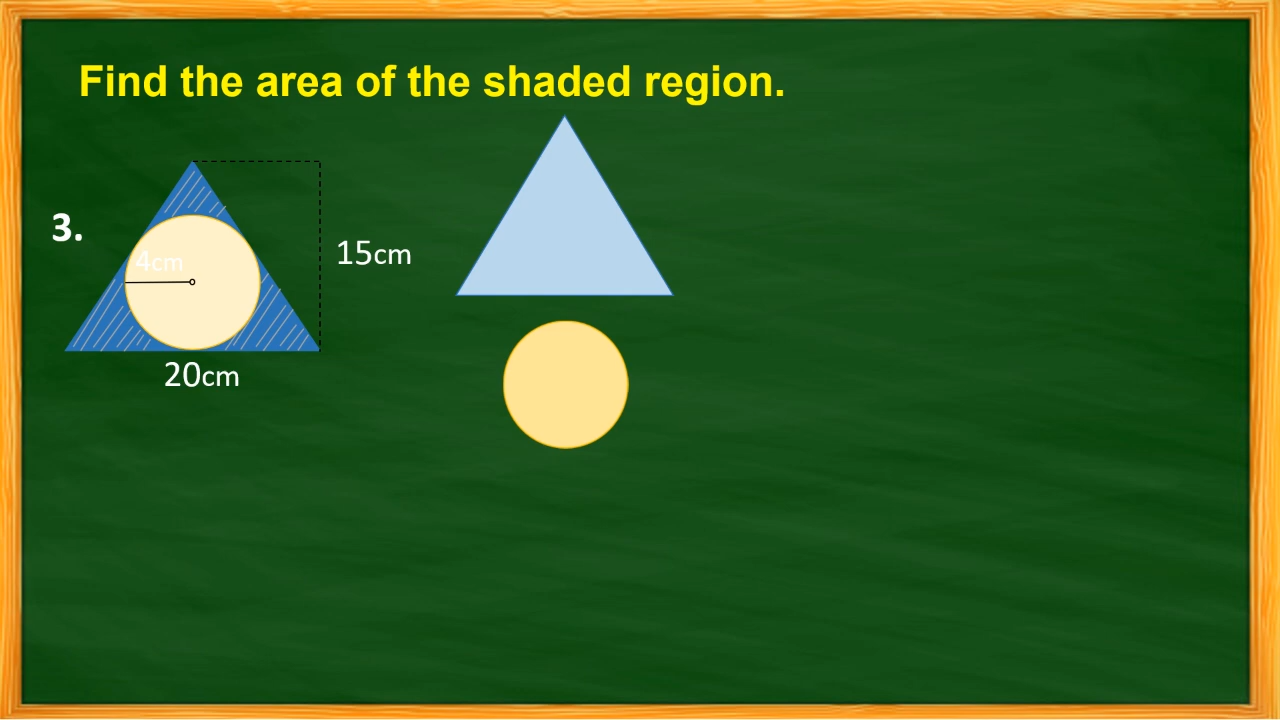 Find the area of the shaded region.
3.
4cm
15cm
20cm